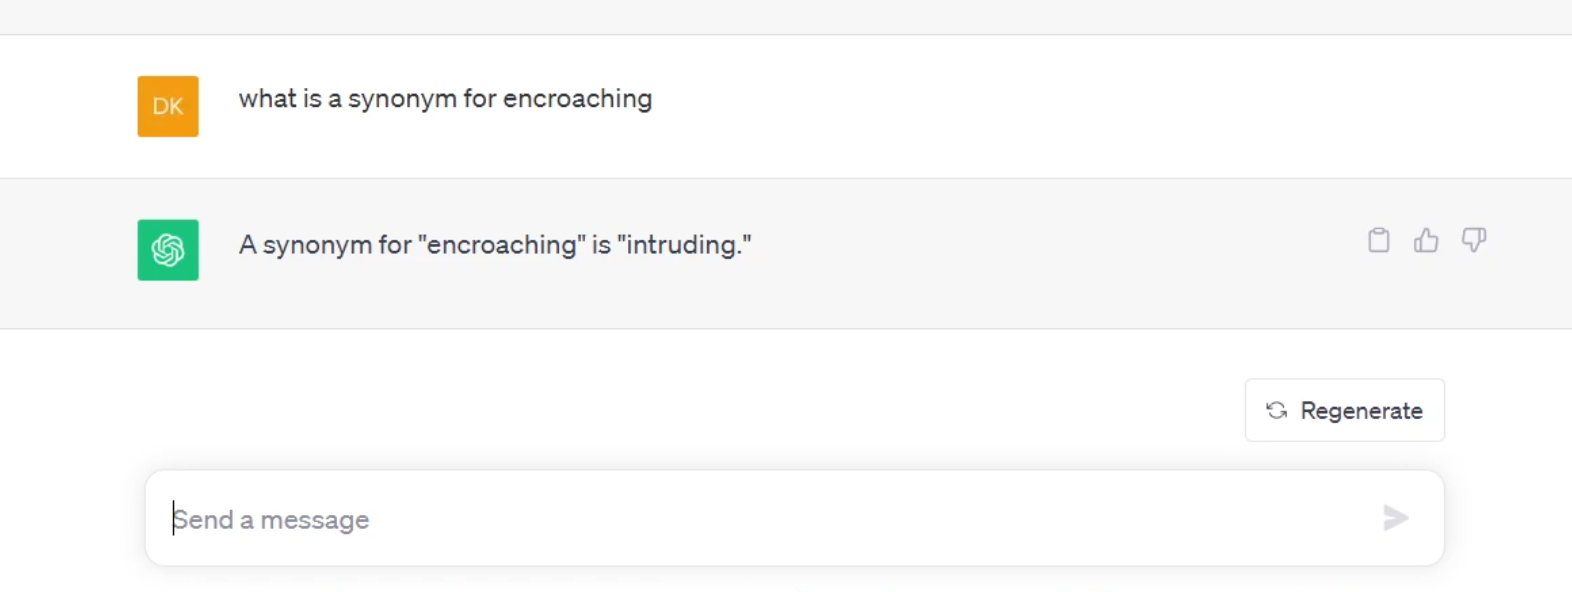 DK
what is a synonym for encroaching
A synonym for "encroaching" is "intruding."
Regenerate
Send a message